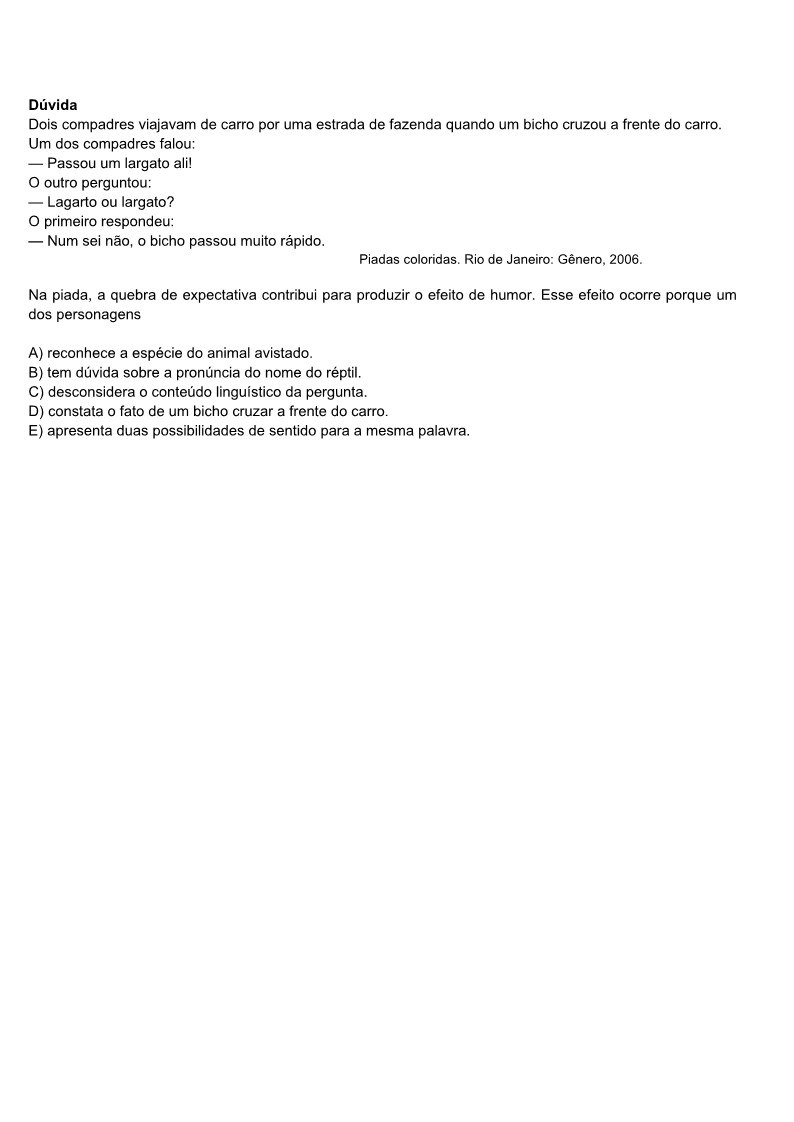 Dúvida
Dois compadres viajavam de carro por uma estrada de fazenda quando um bicho cruzou a frente do carro.
Um dos compadres falou:
— Passou um largato ali!
O outro perguntou:
— Lagarto ou largato?
O primeiro respondeu:
— Num sei não, o bicho passou muito rápido.
Piadas coloridas. Rio de Janeiro: Gênero, 2006.
Na piada, a quebra de expectativa contribui para produzir o efeito de humor. Esse efeito ocorre porque um
dos personagens
A) reconhece a espécie do animal avistado.
B) tem dúvida sobre a pronúncia do nome do réptil.
C) desconsidera o conteúdo linguístico da pergunta.
D) constata o fato de um bicho cruzar a frente do carro.
E) apresenta duas possibilidades de sentido para a mesma palavra.